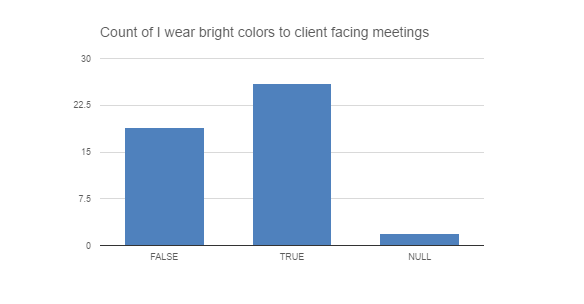 Count of I wear bright colors to client facing meetings
30
22.5
15
7.5
0
FALSE TRUE NULL